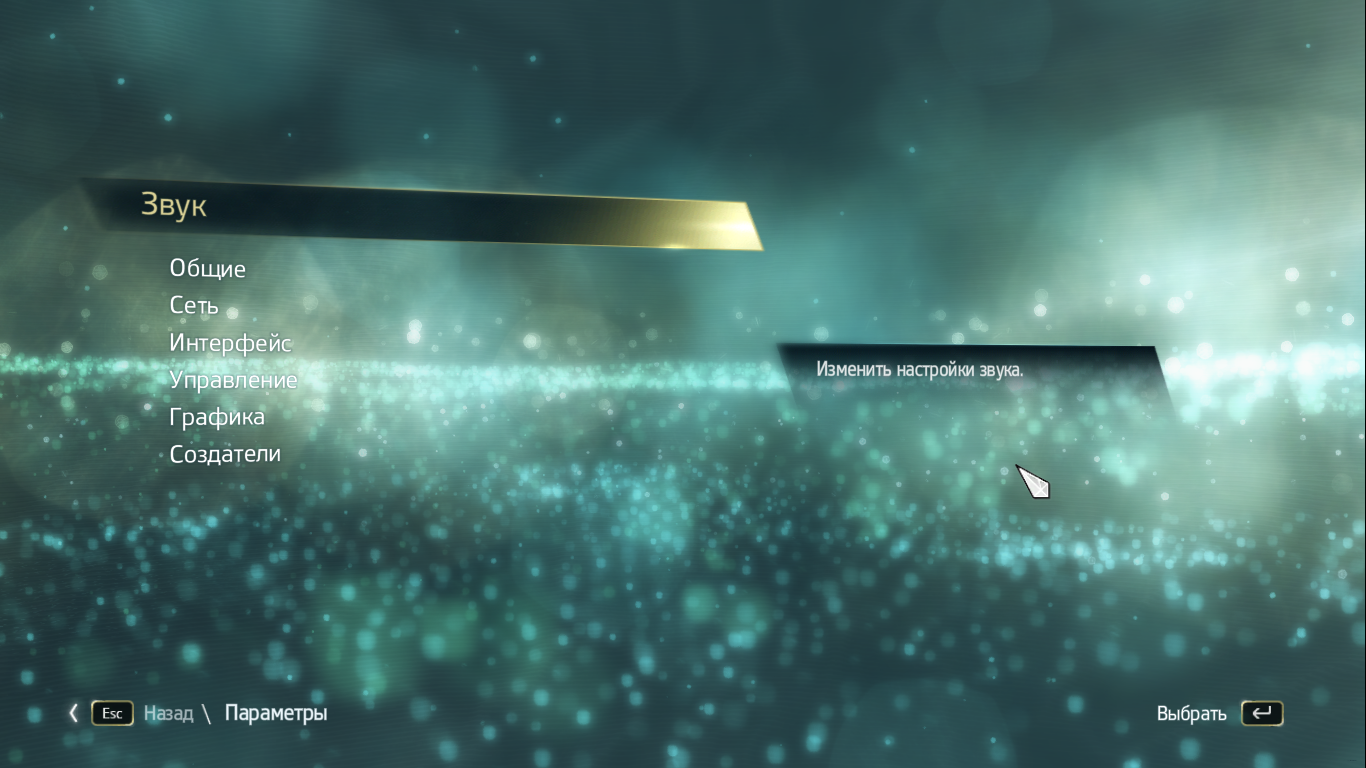 Звук
Общие
Сеть
Интерфейс
Управление
Графика
Создатели
Изменить настройки звука.
Esc Назад \ Параметры
Выбрать